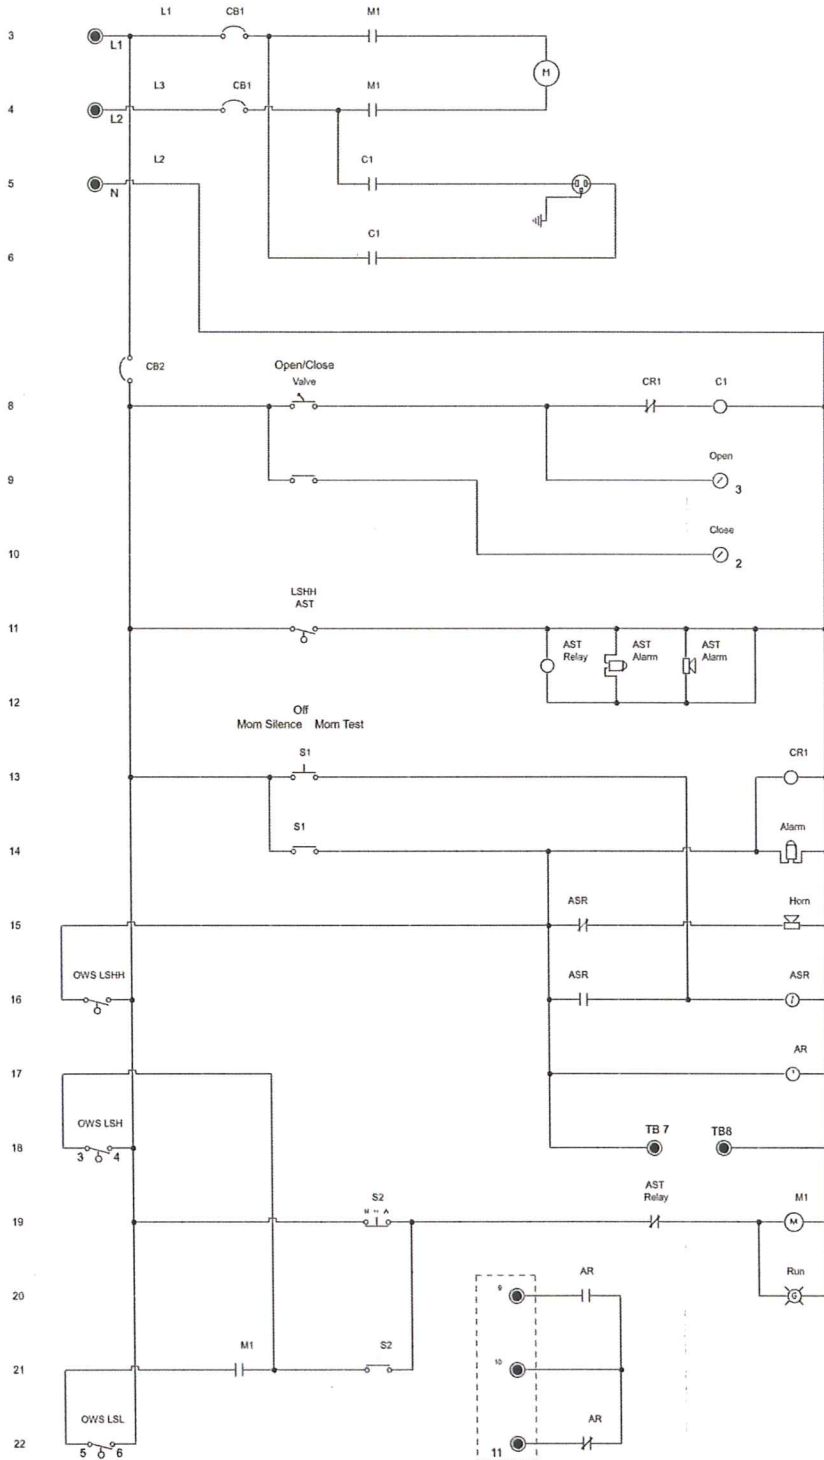 L1 CB1 M1
3
L1
M
L3 CB1 M1
4
L2
L2 C1
5
N
C1
6
CB2
Open/Close
Valve
CR1 C1
8
Open
9
3
Close
10
2
LSHH
AST
11
AST
Relay
AST
Alarm
AST
Alarm
12
Off
Mom Silence Mom Test
S1 CR1
13
S1 Alarm
14
ASR Horn
15
OWS LSHH ASR ASR
16
AR
17
OWS LSH
TB 7 TB8
18
3 4
S2
AST
Relay
M1
19
M
AR Run
20
9
G
M1 S2
21
10
OWS LSL AR
22
5 6
11